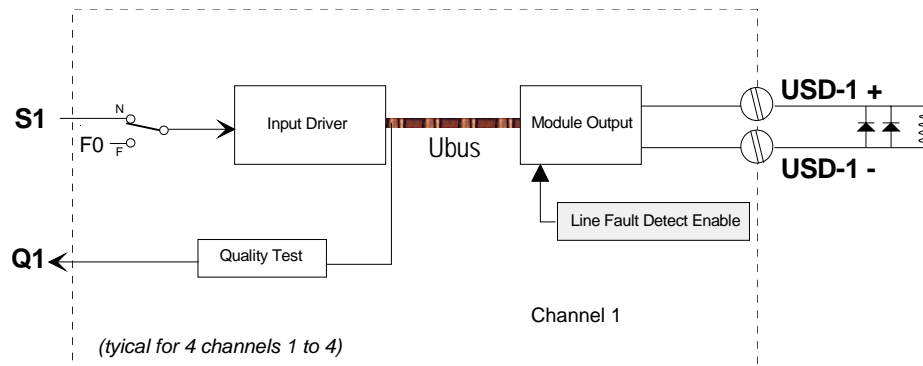 USD-1 +
S1
N
F0
F
Input Driver
Ubus
Module Output
USD-1 -
Line Fault Detect Enable
Q1
Quality Test
Channel 1
(tyical for 4 channels 1 to 4)